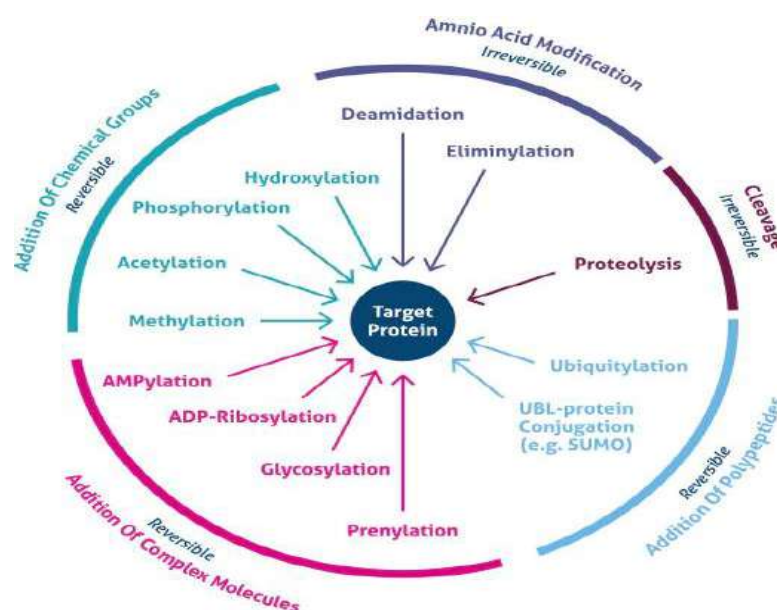 Amnio Acid Modification
Irreversible
Deamidation
Eliminylation
Cleavage
Irreversible
Proteolysis
Addition Of Chemical Groups
Reversible
Hydroxylation
Phosphorylation
Acetylation
Methylation
Target
Protein
Ubiquitylation
UBL-protein
Conjugation
(e.g. SUMO)
Reversible
Addition Of Polypeptides
AMPylation
ADP-Ribosylation
Glycosylation
Prenylation
Reversible
Addition Of Complex Molecules